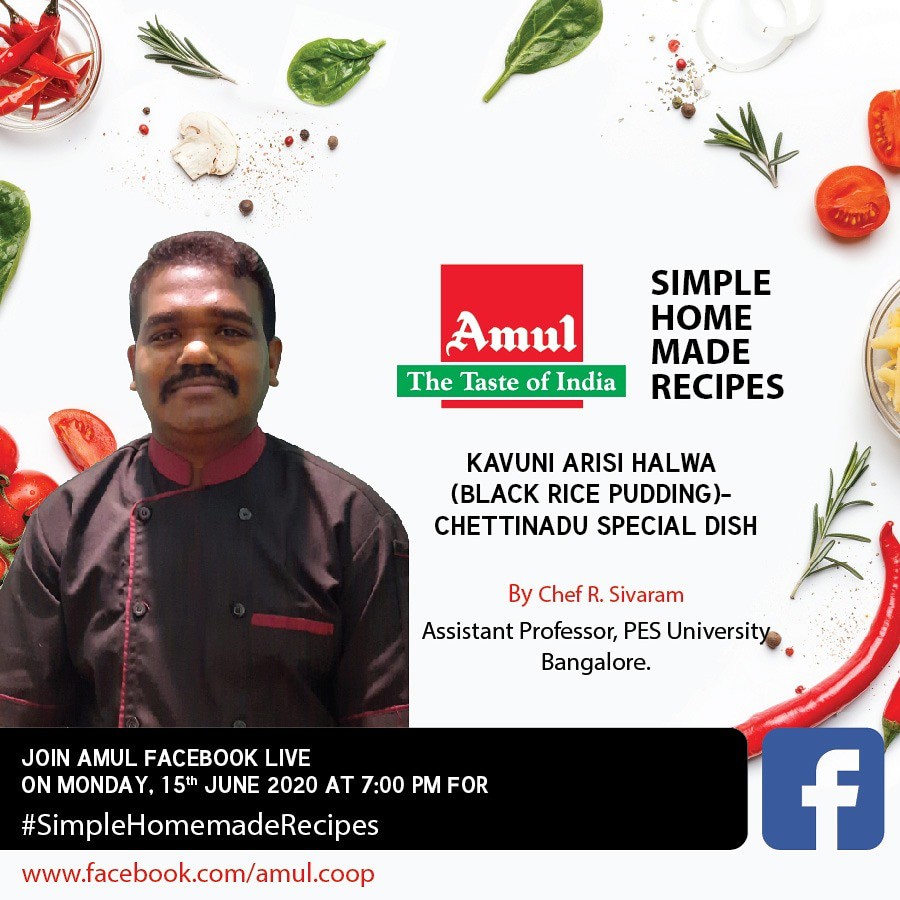 Amul
The Taste of India
SIMPLE
HOME
MADE
RECIPES
KAVUNI ARISI HALWA
(BLACK RICE PUDDING)-
CHETTINADU SPECIAL DISH
By Chef R. Sivaram
Assistant Professor, PES University
Bangalore.
JOIN AMUL FACEBOOK LIVE
ON MONDAY, 15th JUNE 2020 AT 7:00 PM FOR
#SimpleHomemadeRecipes
f
www.facebook.com/amul.coop